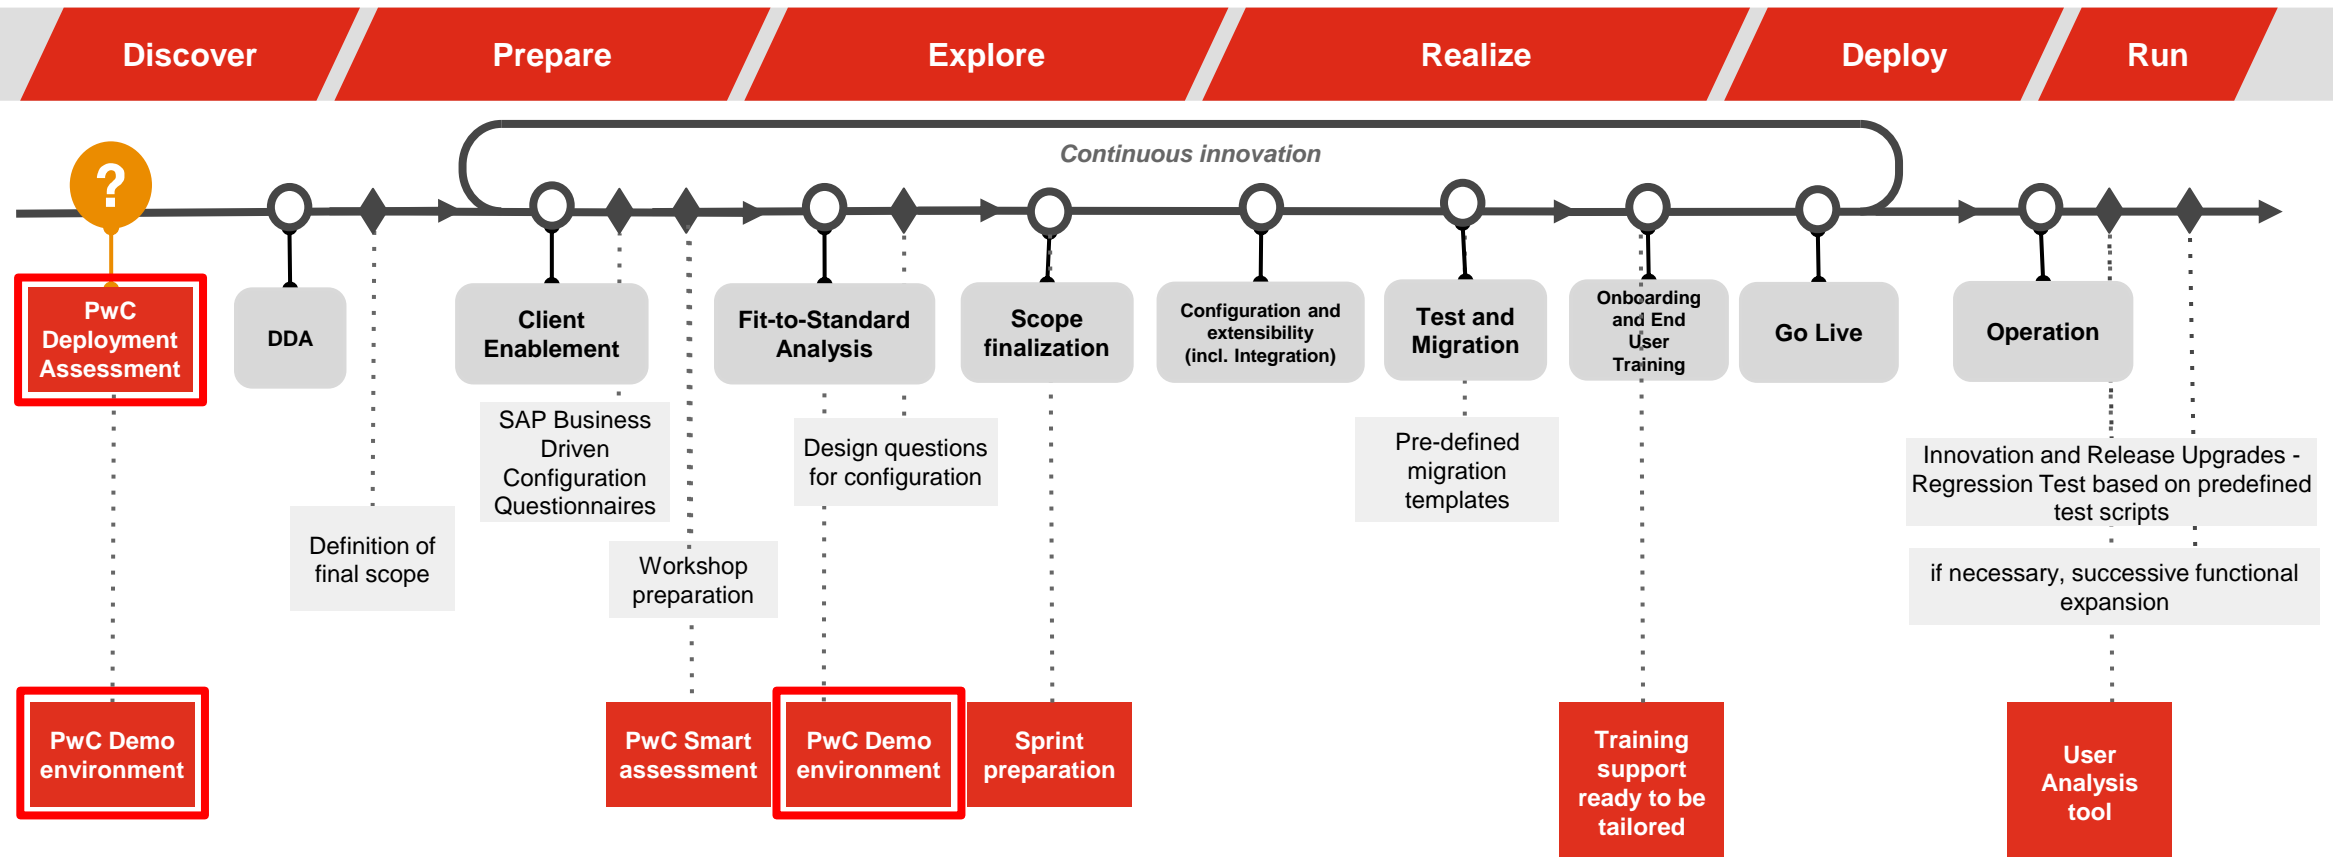 Discover
Prepare
Explore
Realize
Deploy
Run
Continuous innovation
?
PwC
Deployment
Assessment
DDA
Client
Enablement
Fit-to-Standard
Analysis
Scope
finalization
Configuration and
extensibility
(incl. Integration)
Test and
Migration
Onboarding
and End
User
Training
Go Live
Operation
SAP Business
Driven
Configuration
Questionnaires
Design questions
for configuration
Pre-defined
migration
templates
Innovation and Release Upgrades -
Regression Test based on predefined
test scripts
Definition of
final scope
Workshop
preparation
if necessary, successive functional
expansion
PwC Demo
environment
PwC Smart
assessment
PwC Demo
environment
Sprint
preparation
Training
support
ready to be
tailored
User
Analysis
tool